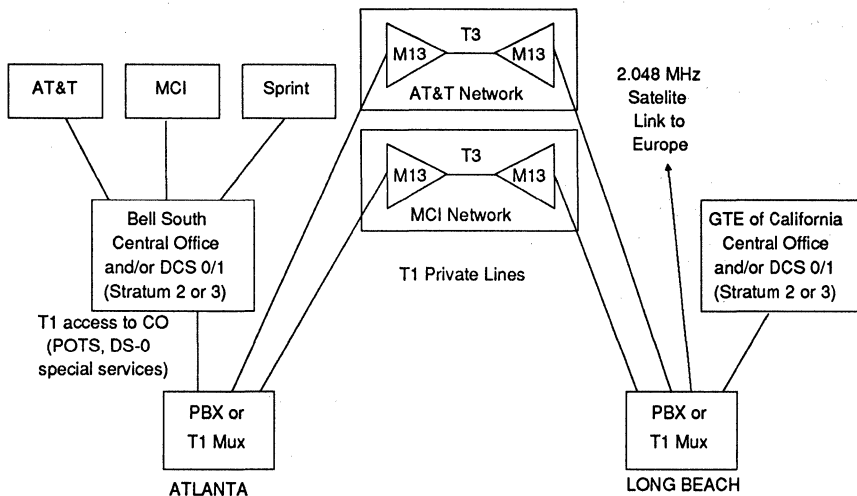 T3
M13
M13
AT&T Network
AT&T
MCI
Sprint
2.048 MHz
Satelite
Link to
Europe
T3
M13
M13
MCI Network
Bell South
Central Office
and/or DCS 0/1
(Stratum 2 or 3)
GTE of California
Central Office
and/or DCS 0/1
(Stratum 2 or 3)
T1 Private Lines
T1 access to CO
(POTS, DS-0
special services)
PBX or
T1 Mux
ATLANTA
PBX or
T1 Mux
LONG BEACH